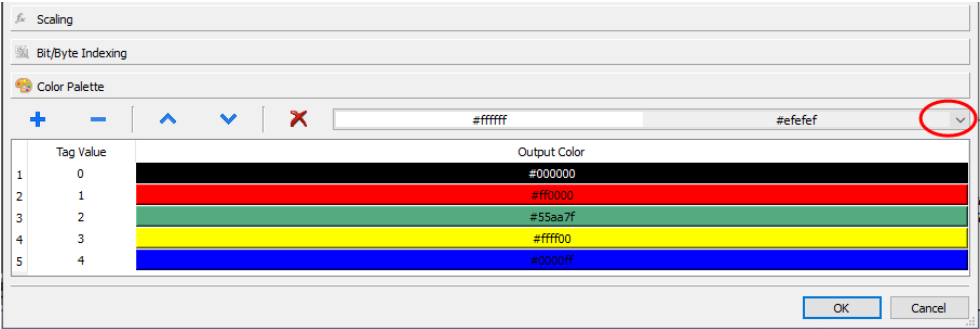 Scaling
Bit/Byte Indexing
Color Palette
#ffffff #efefef
Tag Value Output Color
1 0 #000000
2 1 #ff0000
3 2 #55aa7f
4 3 #ffff00
5 4 #0000ff
OK Cancel